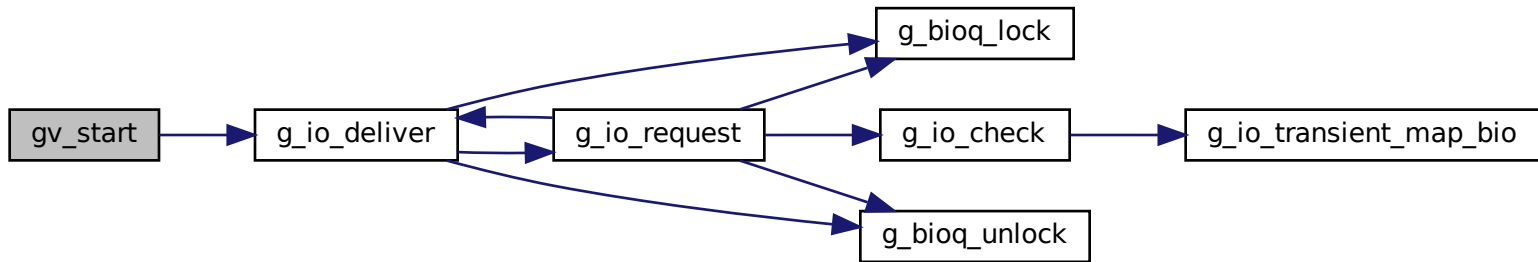 gv_start
g_io_deliver
g_io_request
g_bioq_lock
g_io_check
g_io_transient_map_bio
g_bioq_unlock